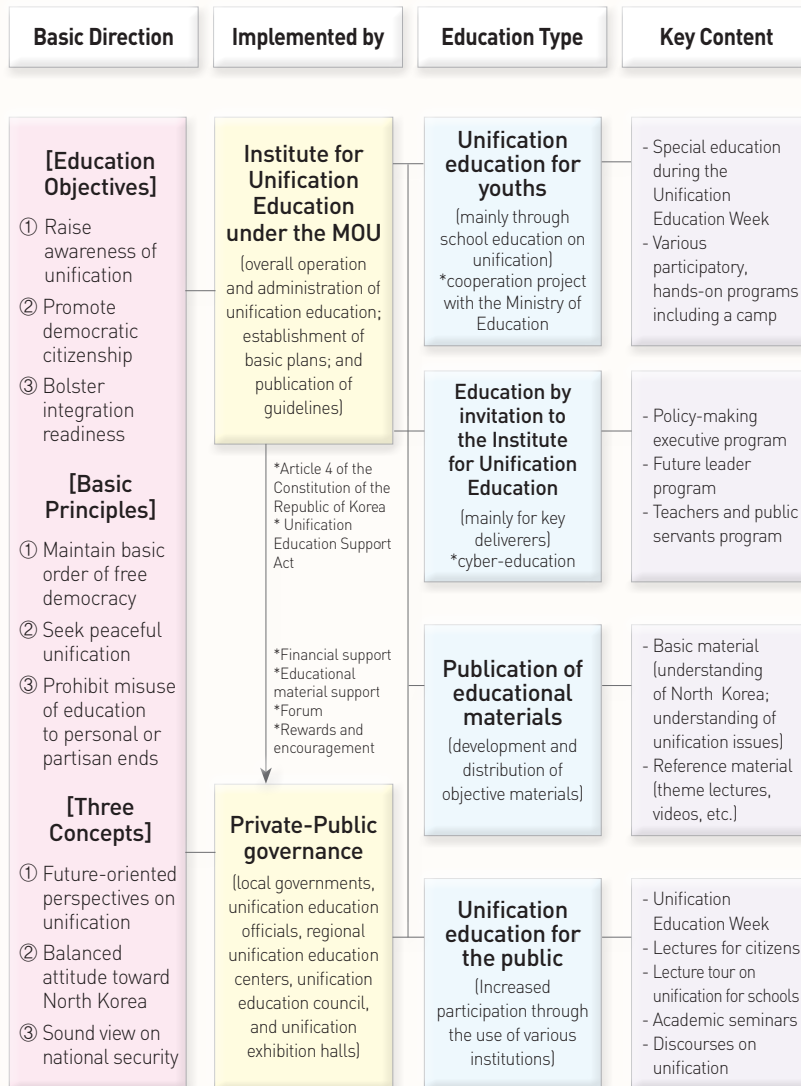 Basic Direction
Implemented by
Education Type
Key Content
[Education
Objectives]
① Raise
awareness of
unification
② Promote
democratic
citizenship
③ Bolster
integration
readiness
[Basic
Principles]
① Maintain basic
order of free
democracy
② Seek peaceful
unification
③ Prohibit misuse
of education
to personal or
partisan ends
[Three
Concepts]
① Future-oriented
perspectives on
unification
② Balanced
attitude toward
North Korea
③ Sound view on
national security
Institute for
Unification
Education
under the MOU
(overall operation
and administration of
unification education;
establishment of
basic plans; and
publication of
guidelines)
*Article 4 of the
Constitution of the
Republic of Korea
* Unification
Education Support
Act
*Financial support
*Educational
material support
*Forum
*Rewards and
encouragement
Private-Public
governance
(local governments,
unification education
officials, regional
unification education
centers, unification
education council,
and unification
exhibition halls)
Unification
education for
youths
(mainly through
school education on
unification)
*cooperation project
with the Ministry of
Education
Education by
invitation to
the Institute
for Unification
Education
(mainly for key
deliverers)
*cyber-education
Publication of
educational
materials
(development and
distribution of
objective materials)
Unification
education for
the public
(Increased
participation through
the use of various
institutions)
- Special education
during the
Unification
Education Week
- Various
participatory,
hands-on programs
including a camp
- Policy-making
executive program
- Future leader
program
- Teachers and public
servants program
- Basic material
(understanding
of North Korea;
understanding of
unification issues)
- Reference material
(theme lectures,
videos, etc.)
- Unification
Education Week
- Lectures for citizens
- Lecture tour on
unification for schools
- Academic seminars
- Discourses on
unification